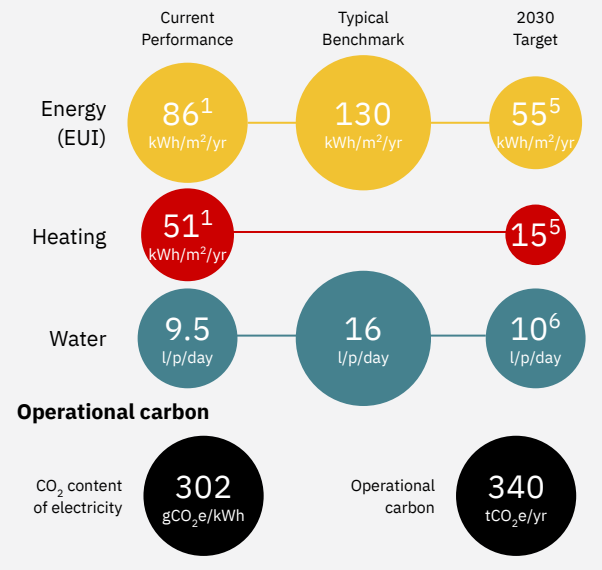 Current Performance
Typical Benchmark
2030 Target
Energy (EUI)
86¹ kWh/m²/yr
130 kWh/m²/yr
55⁵ kWh/m²/yr
Heating
51¹ kWh/m²/yr
15⁵
Water
9.5 l/p/day
16 l/p/day
10⁶ l/p/day
Operational carbon
CO₂ content of electricity
302 gCO₂e/kWh
Operational carbon
340 tCO₂e/yr